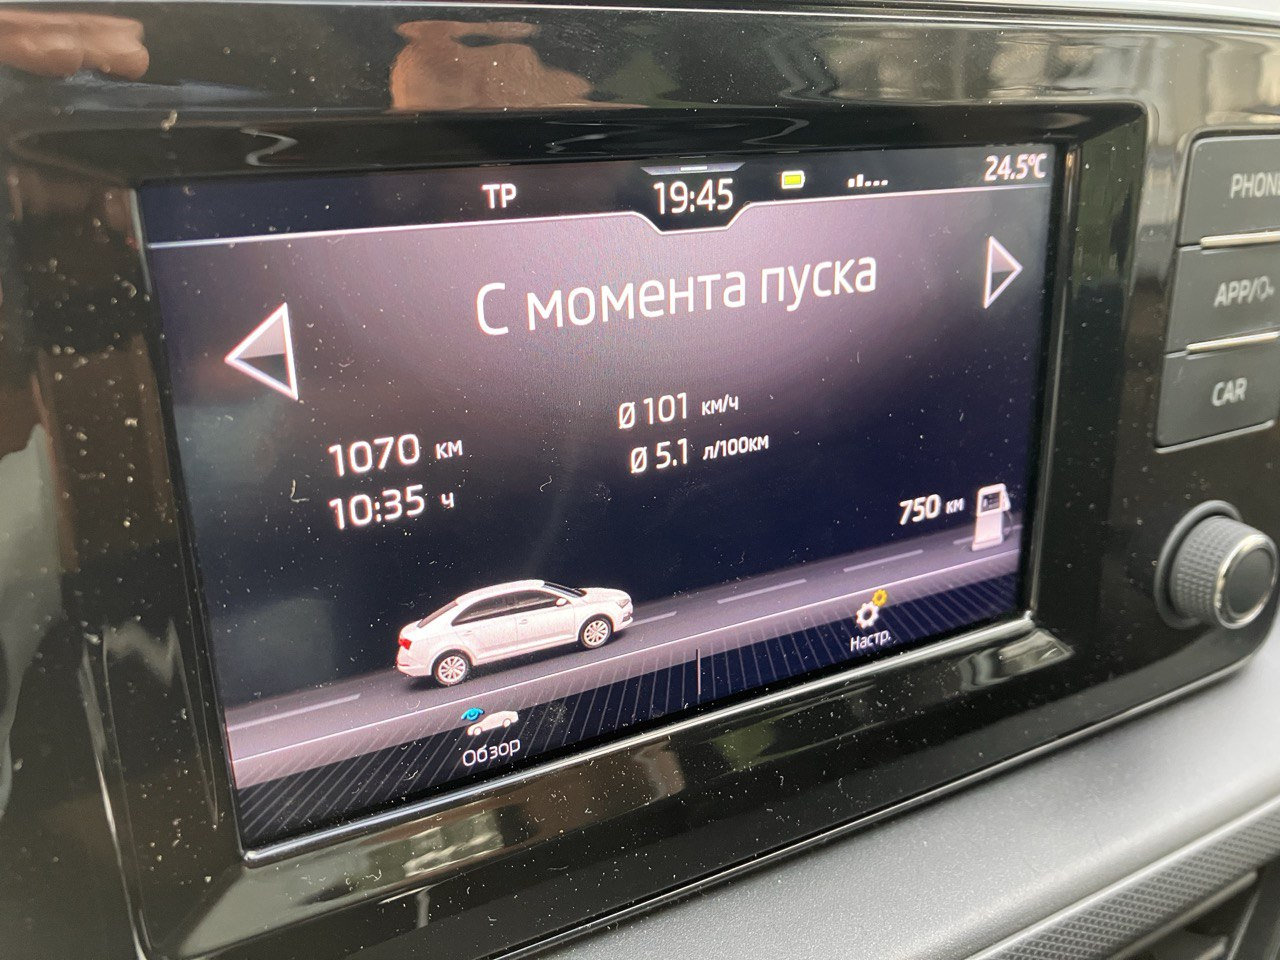 TP 19:45 24.5°C
С момента пуска
1070 км
10:35 ч
Ø 101 км/ч
Ø 5.1 л/100км
750 км
Обзор
Настр.
PHON
APP/
CAR